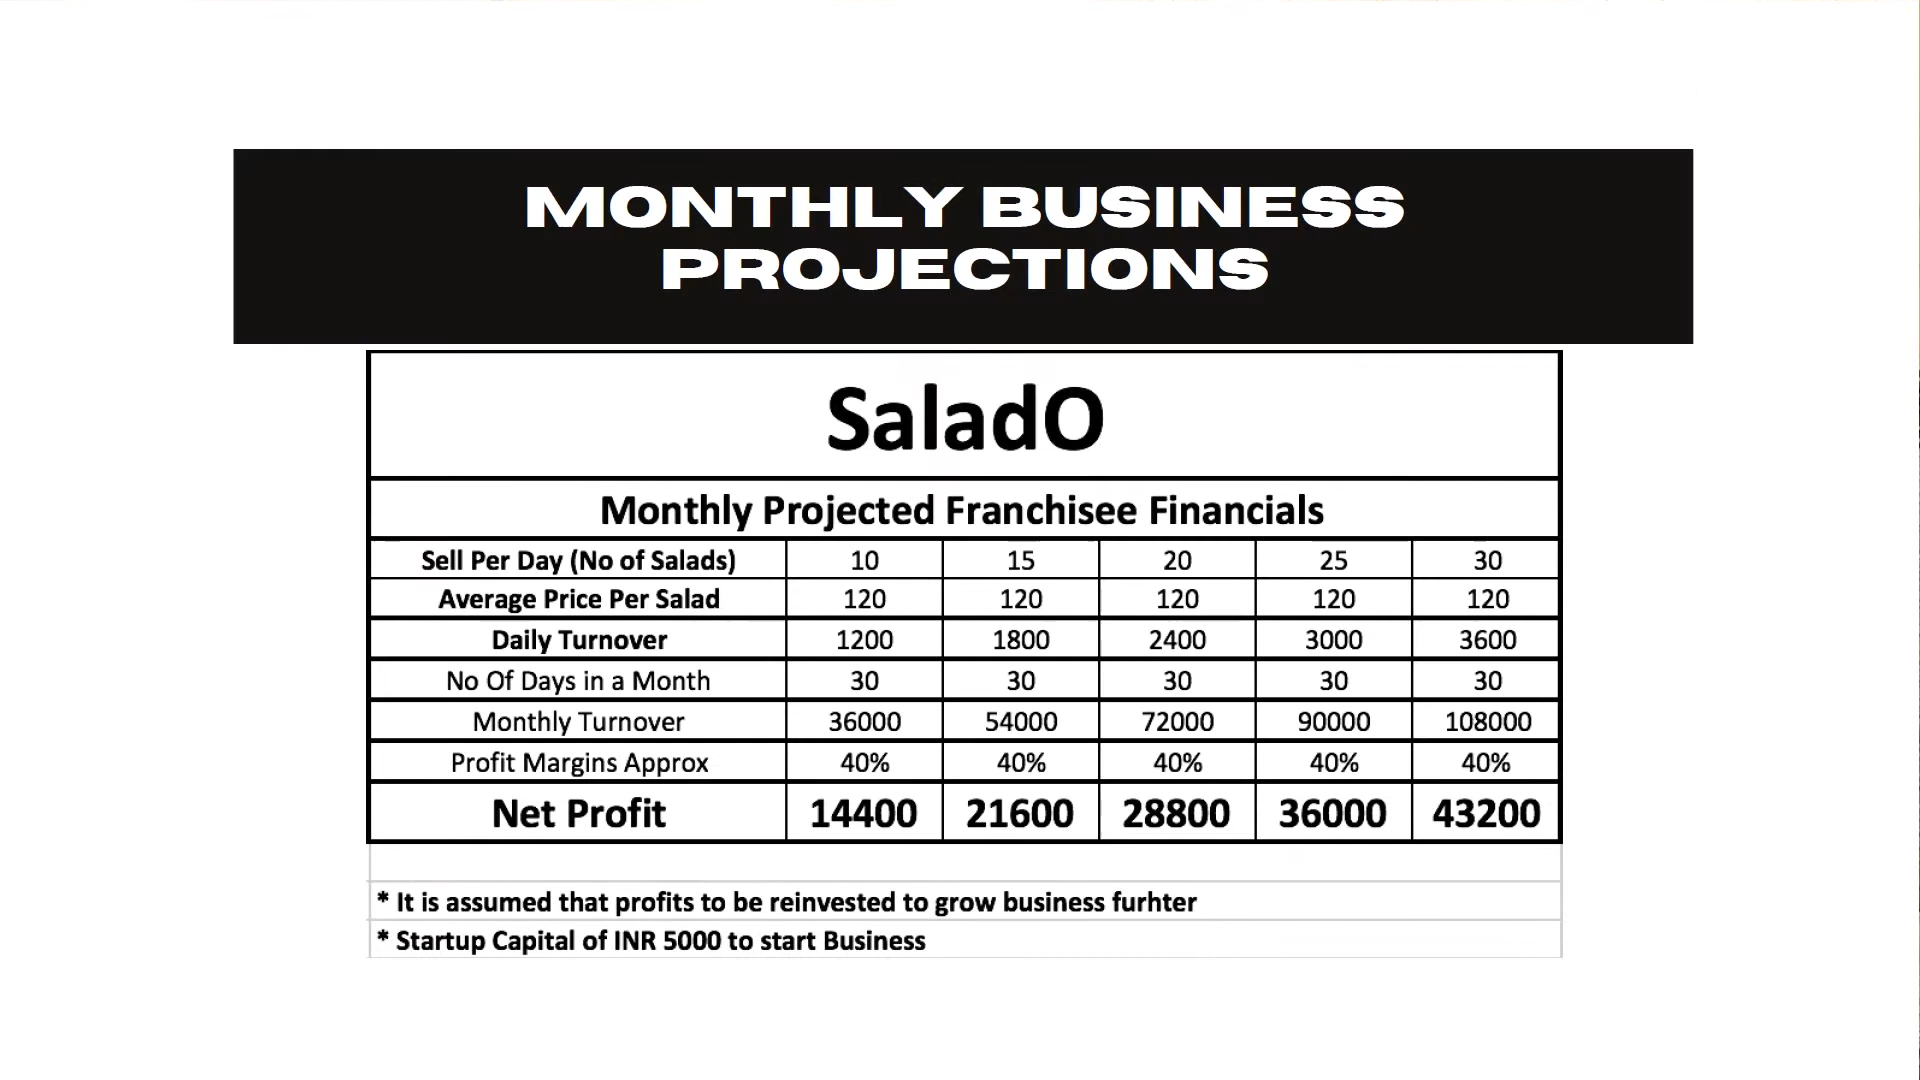 MONTHLY BUSINESS
PROJECTIONS
SaladO
Monthly Projected Franchisee Financials
Sell Per Day (No of Salads) 10 15 20 25 30
Average Price Per Salad 120 120 120 120 120
Daily Turnover 1200 1800 2400 3000 3600
No Of Days in a Month 30 30 30 30 30
Monthly Turnover 36000 54000 72000 90000 108000
Profit Margins Approx 40% 40% 40% 40% 40%
Net Profit 14400 21600 28800 36000 43200
* It is assumed that profits to be reinvested to grow business furhter
* Startup Capital of INR 5000 to start Business